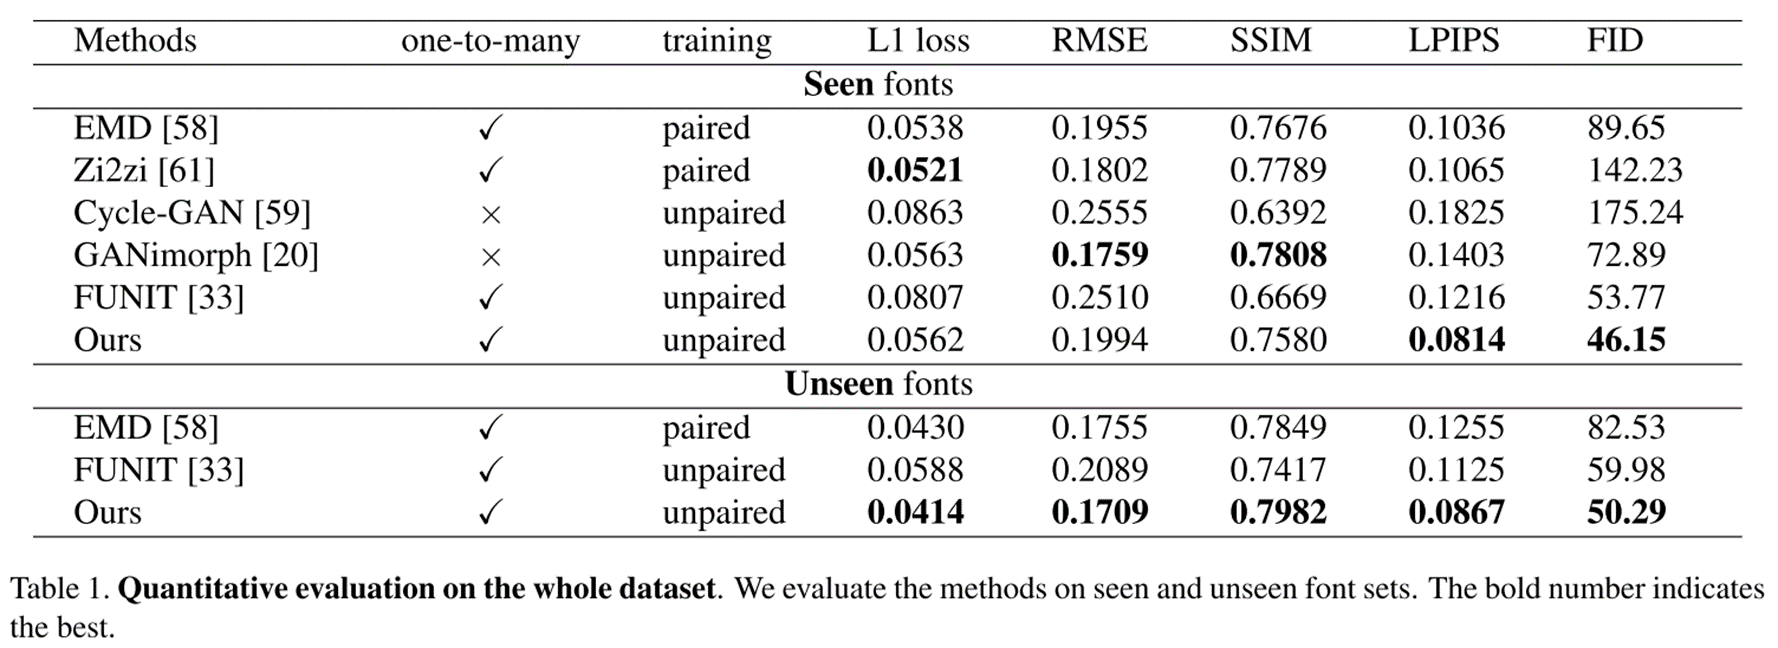 Methods one-to-many training L1 loss RMSE SSIM LPIPS FID
Seen fonts
EMD [58] ✓ paired 0.0538 0.1955 0.7676 0.1036 89.65
Zi2zi [61] ✓ paired 0.0521 0.1802 0.7789 0.1065 142.23
Cycle-GAN [59] × unpaired 0.0863 0.2555 0.6392 0.1825 175.24
GANimorph [20] × unpaired 0.0563 0.1759 0.7808 0.1403 72.89
FUNIT [33] ✓ unpaired 0.0807 0.2510 0.6669 0.1216 53.77
Ours ✓ unpaired 0.0562 0.1994 0.7580 0.0814 46.15
Unseen fonts
EMD [58] ✓ paired 0.0430 0.1755 0.7849 0.1255 82.53
FUNIT [33] ✓ unpaired 0.0588 0.2089 0.7417 0.1125 59.98
Ours ✓ unpaired 0.0414 0.1709 0.7982 0.0867 50.29
Table 1. Quantitative evaluation on the whole dataset. We evaluate the methods on seen and unseen font sets. The bold number indicates
the best.